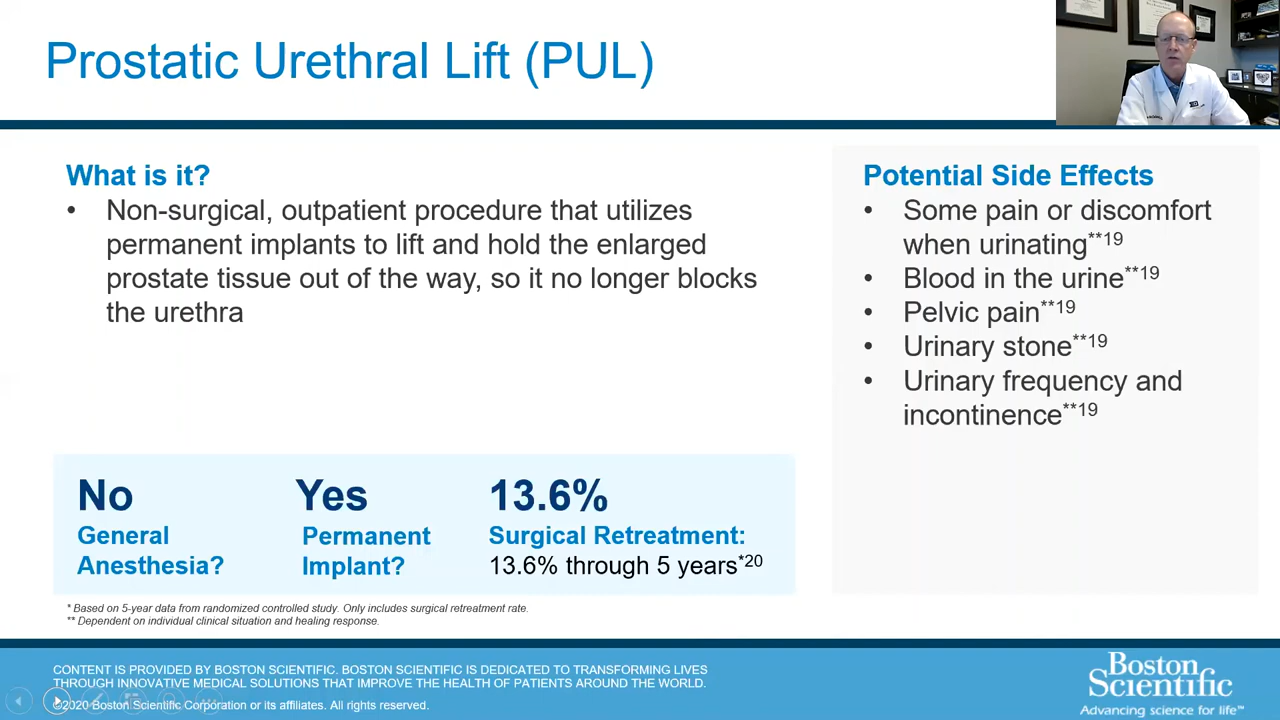 Prostatic Urethral Lift (PUL)
What is it?
• Non-surgical, outpatient procedure that utilizes
permanent implants to lift and hold the enlarged
prostate tissue out of the way, so it no longer blocks
the urethra
No
General
Anesthesia?
Yes
Permanent
Implant?
13.6%
Surgical Retreatment:
13.6% through 5 years*20
* Based on 5-year data from randomized controlled study. Only includes surgical retreatment rate.
** Dependent on individual clinical situation and healing response.
Potential Side Effects
• Some pain or discomfort
when urinating**19
• Blood in the urine**19
• Pelvic pain**19
• Urinary stone**19
• Urinary frequency and
incontinence**19
CONTENT IS PROVIDED BY BOSTON SCIENTIFIC. BOSTON SCIENTIFIC IS DEDICATED TO TRANSFORMING LIVES
THROUGH INNOVATIVE MEDICAL SOLUTIONS THAT IMPROVE THE HEALTH OF PATIENTS AROUND THE WORLD.
©2020 Boston Scientific Corporation or its affiliates. All rights reserved.
Boston
Scientific
Advancing science for life™